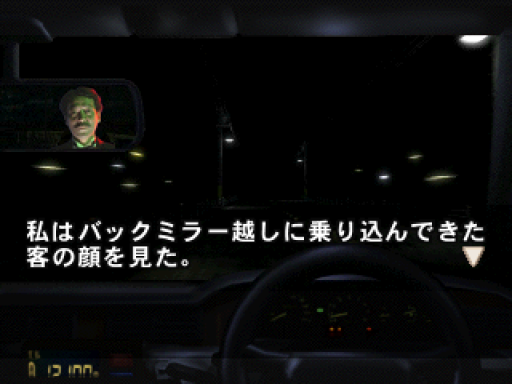 私はバックミラー越しに乗り込んできた
客の顔を見た。